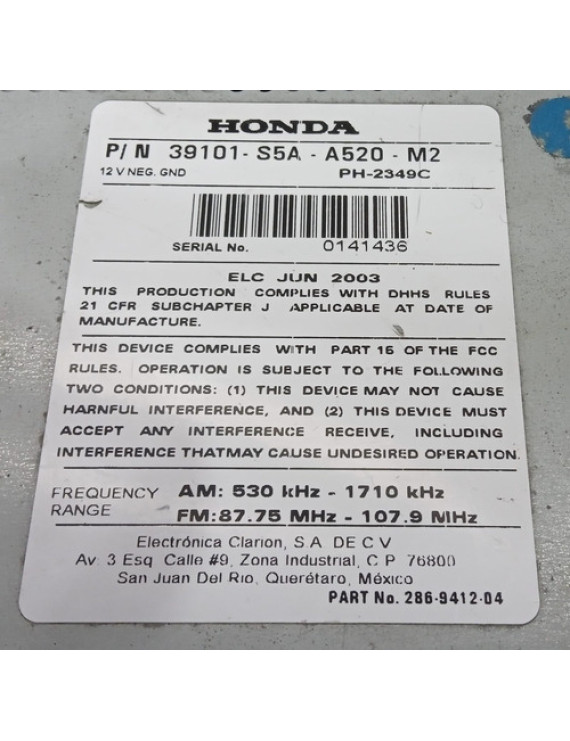 HONDA
P/N 39101-S5A-A520-M2
12 V NEG. GND PH-2349C
SERIAL No. 0141436
ELC JUN 2003
THIS PRODUCTION COMPLIES WITH DHHS RULES
21 CFR SUBCHAPTER J APPLICABLE AT DATE OF
MANUFACTURE.
THIS DEVICE COMPLIES WITH PART 15 OF THE FCC
RULES. OPERATION IS SUBJECT TO THE FOLLOWING
TWO CONDITIONS: (1) THIS DEVICE MAY NOT CAUSE
HARMFUL INTERFERENCE, AND (2) THIS DEVICE MUST
ACCEPT ANY INTERFERENCE RECEIVE, INCLUDING
INTERFERENCE THAT MAY CAUSE UNDESIRED OPERATION.
FREQUENCY RANGE AM: 530 kHz - 1710 kHz
FM: 87.75 MHz - 107.9 MHz
Electrónica Clarion, S.A. DE C V
Av. 3 Esq Calle #9, Zona Industrial, C.P. 76800
San Juan Del Rio, Querétaro, México
PART No. 286-9412-04